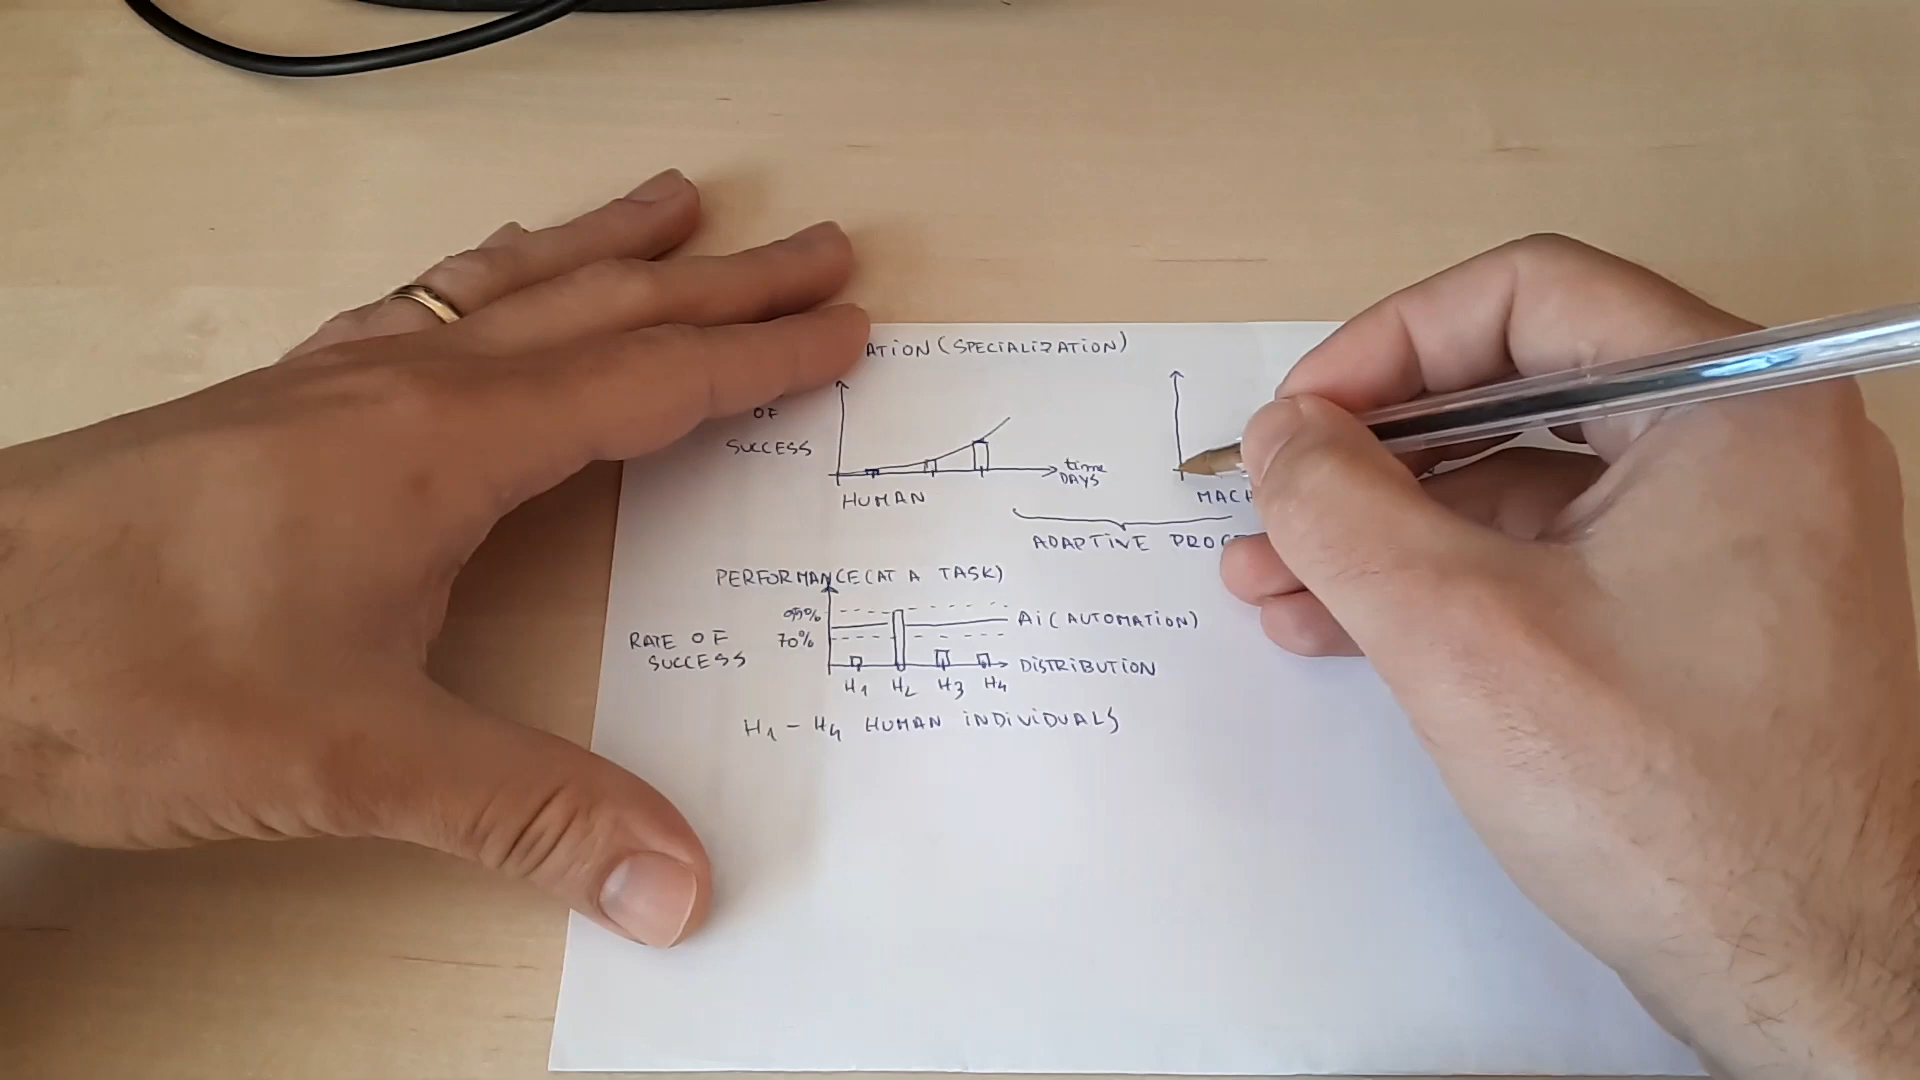 ATION (SPECIALIZATION)
OF
SUCCESS
time
DAYS
HUMAN
MACH
ADAPTIVE PROC
PERFORMANCE (AT A TASK)
99%
70%
RATE OF
SUCCESS
Ai (AUTOMATION)
DISTRIBUTION
H1 H2 H3 H4
H1 - H4 HUMAN INDIVIDUALS